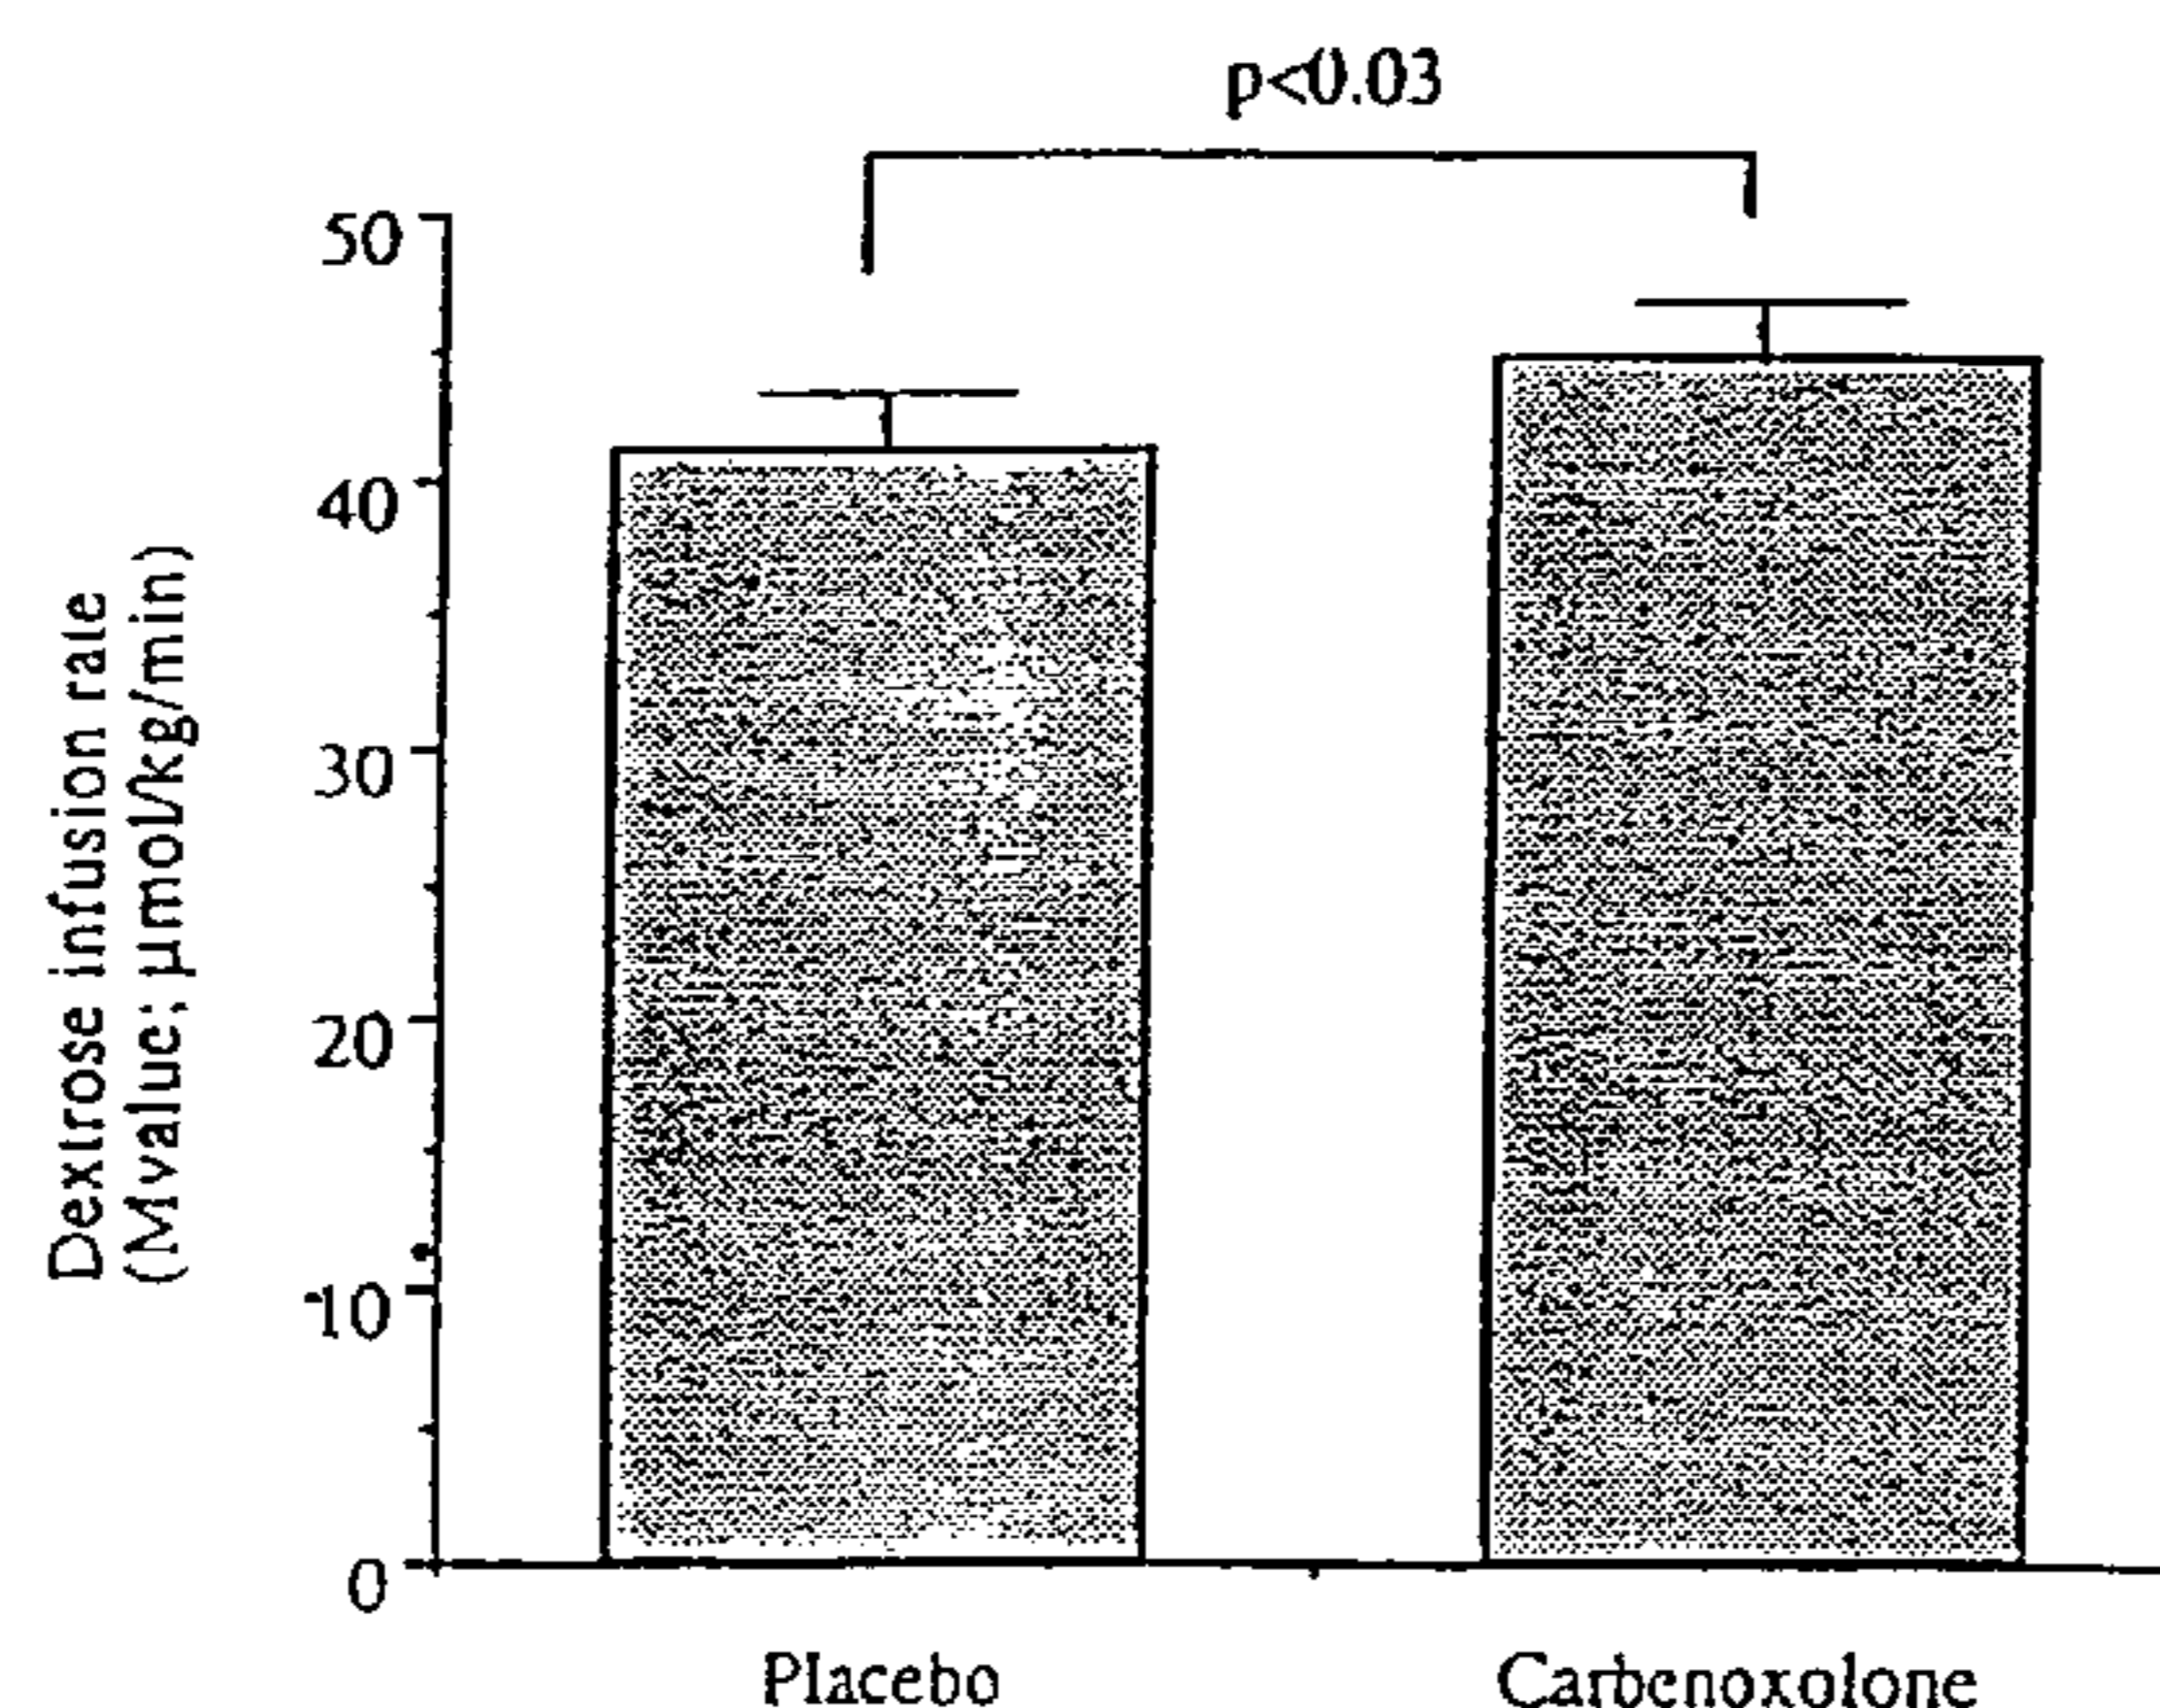 p<0.03
50
40
30
20
10
0
Dextrose infusion rate
(Mvalue; µmol/kg/min)
Placebo
Carbenoxolone